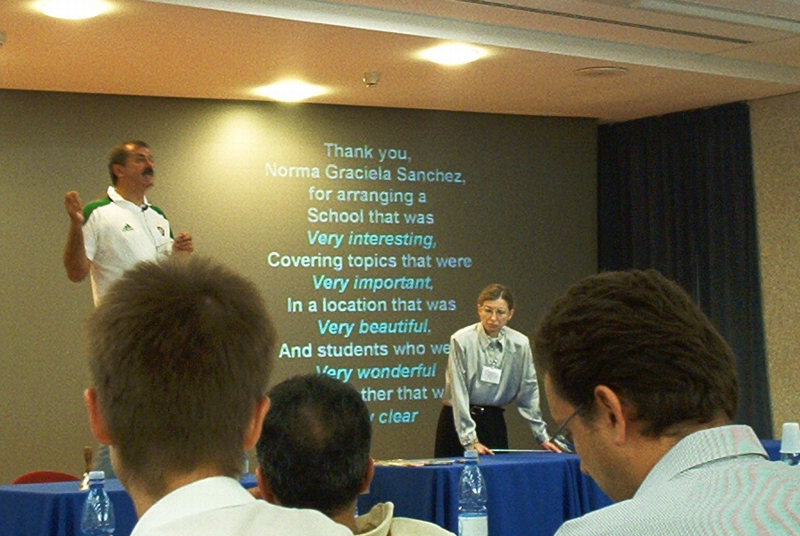 Thank you,
Norma Graciela Sanchez,
for arranging a
School that was
Very interesting,
Covering topics that were
Very important,
In a location that was
Very beautiful.
And students who
Very wonderful
that
clear